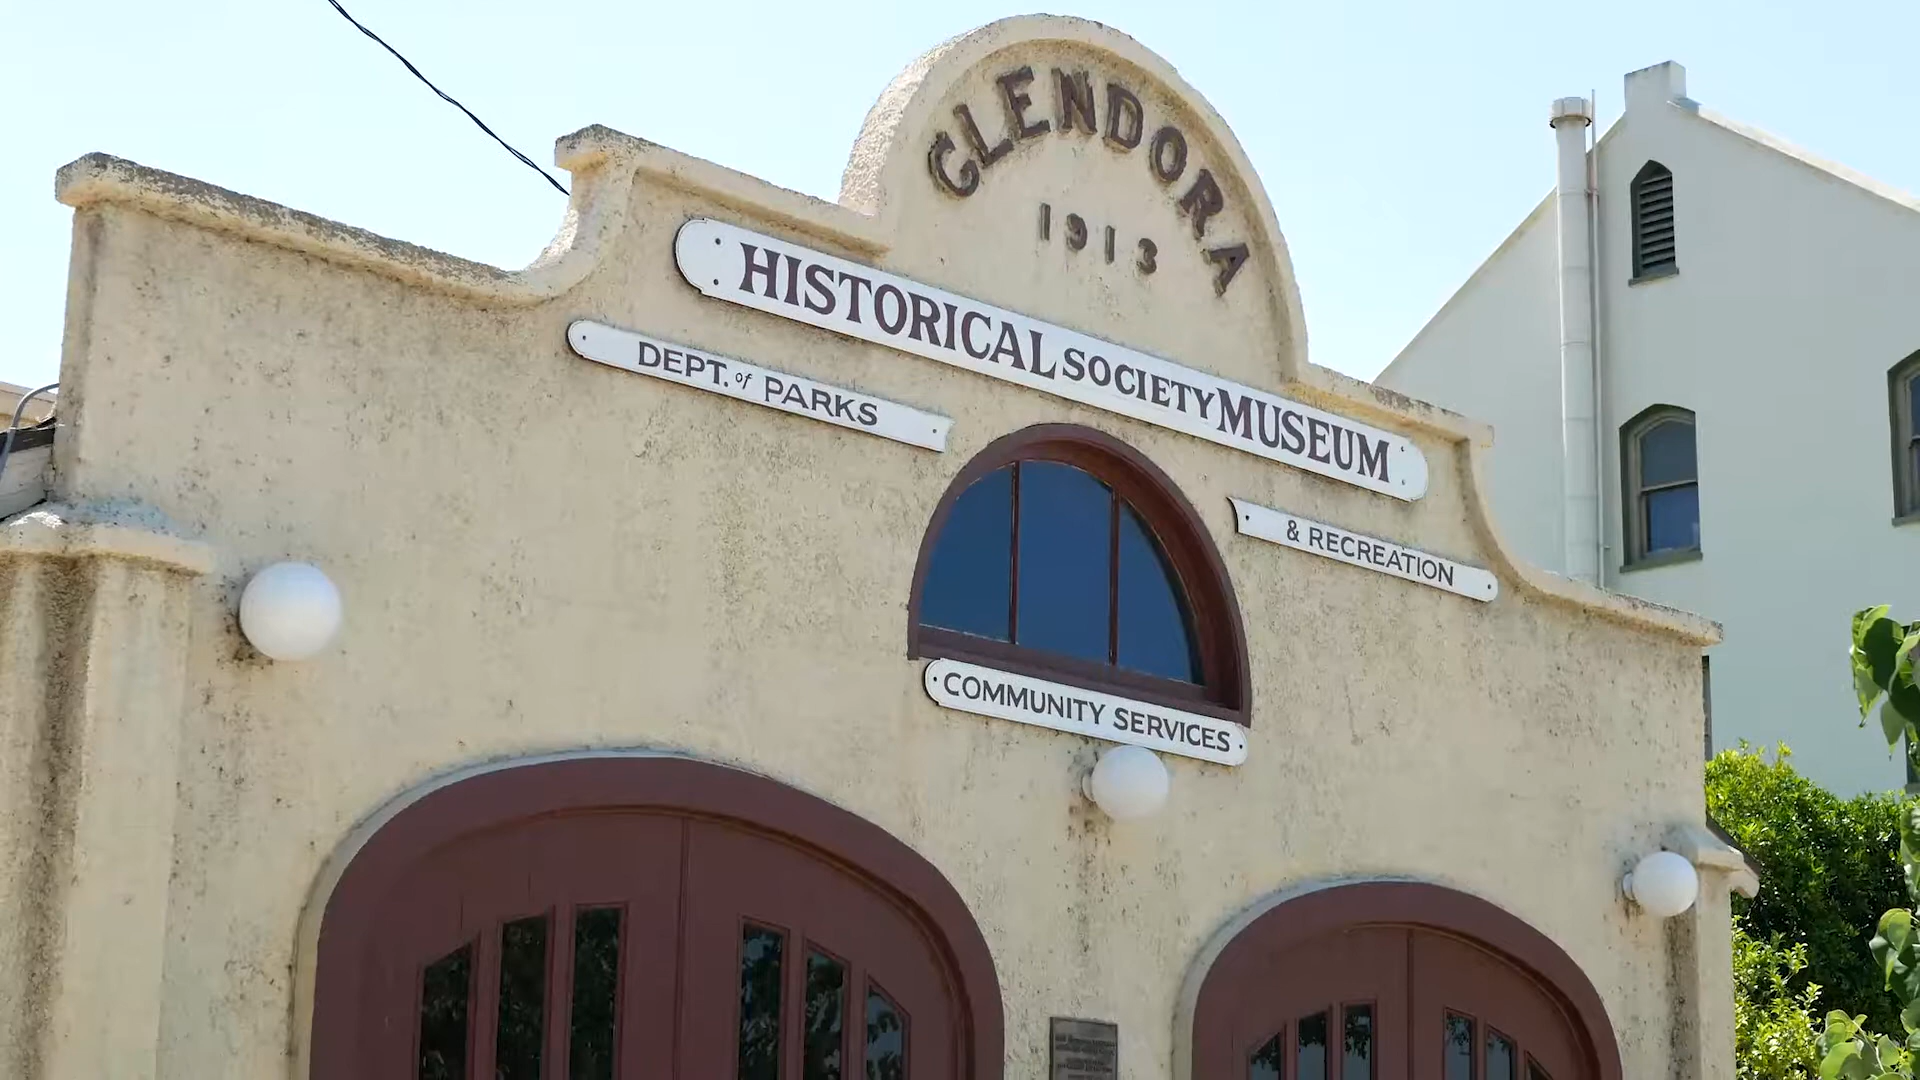 GLENDORA
1913
HISTORICAL SOCIETY MUSEUM
DEPT. of PARKS
& RECREATION
COMMUNITY SERVICES